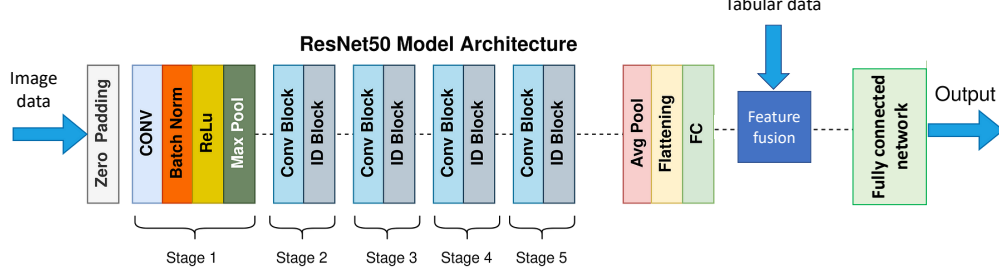 Tabular data
ResNet50 Model Architecture
Image
data
Zero Padding
CONV
Batch Norm
ReLu
Max Pool
Conv Block
ID Block
Conv Block
ID Block
Conv Block
ID Block
Conv Block
ID Block
Avg Pool
Flattening
FC
Feature
fusion
Fully connected
network
Output
Stage 1
Stage 2
Stage 3
Stage 4
Stage 5